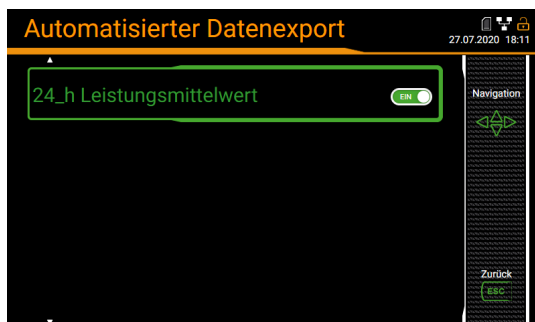 Automatisierter Datenexport
27.07.2020 18:11
24_h Leistungsmittelwert
EIN
Navigation
Zurück
ESC